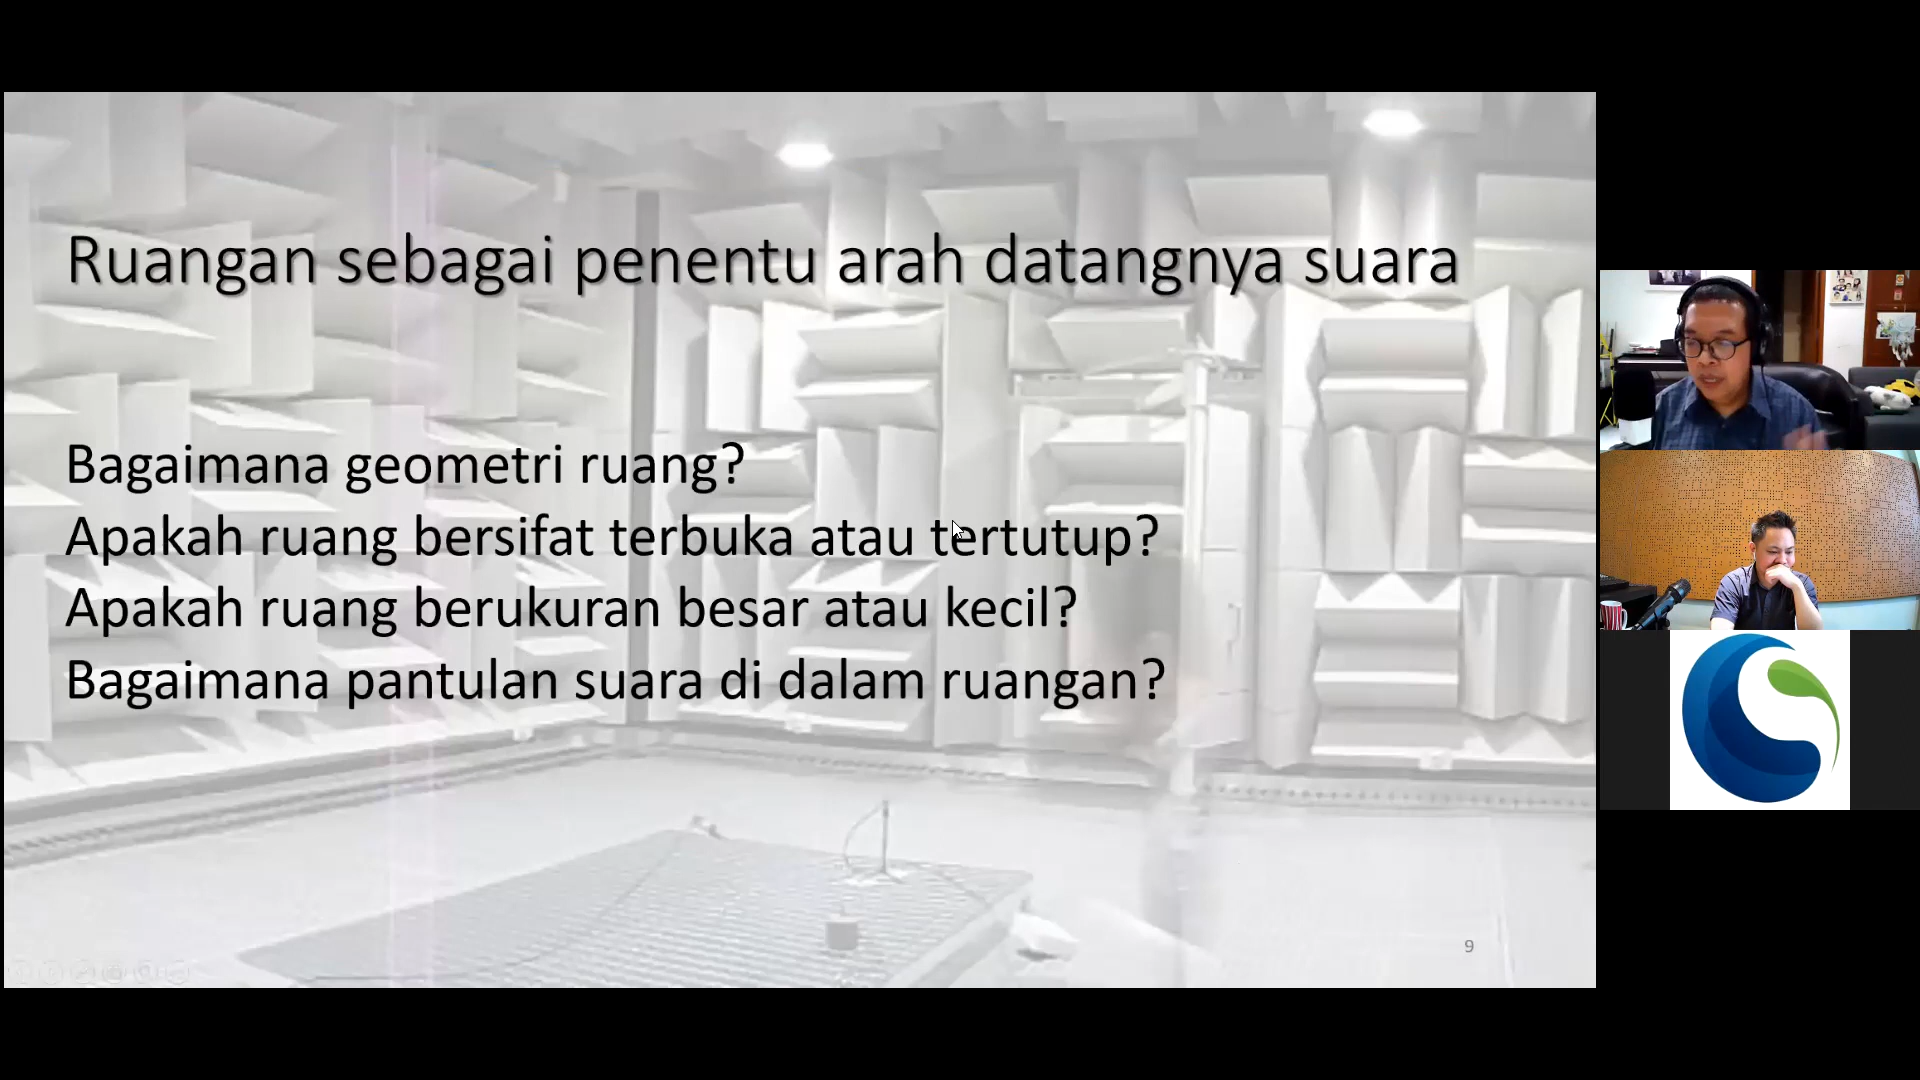 Ruangan sebagai penentu arah datangnya suara
Bagaimana geometri ruang?
Apakah ruang bersifat terbuka atau tertutup?
Apakah ruang berukuran besar atau kecil?
Bagaimana pantulan suara di dalam ruangan?
9